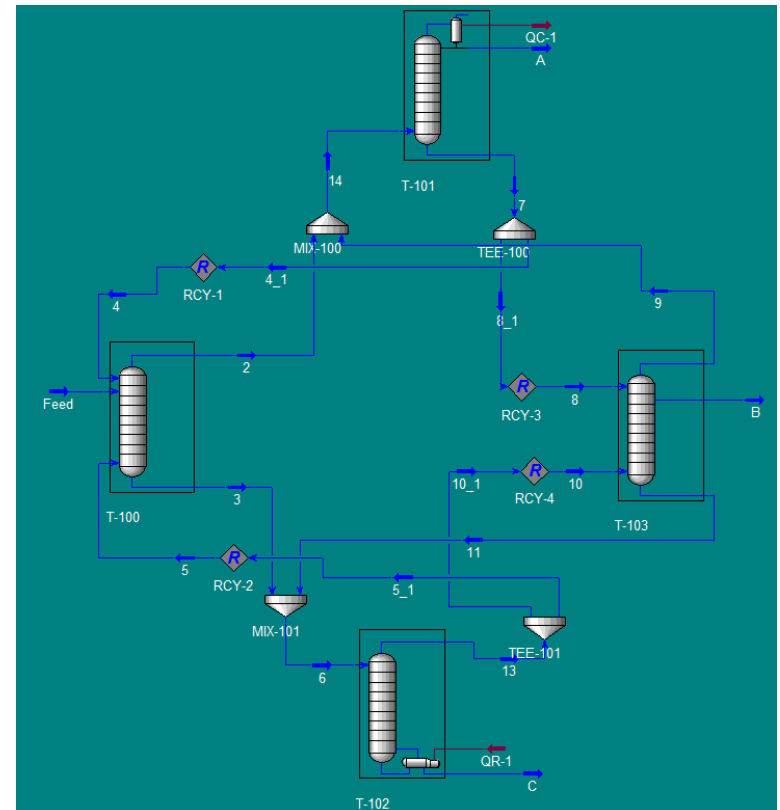 QC-1
A
T-101
14
7
MIX-100
TEE-100
R
4
RCY-1
4_1
9
2
8_1
Feed
R
RCY-3
8
B
3
10_1
R
RCY-4
10
T-103
T-100
11
5
R
RCY-2
5_1
MIX-101
6
13
TEE-101
QR-1
C
T-102